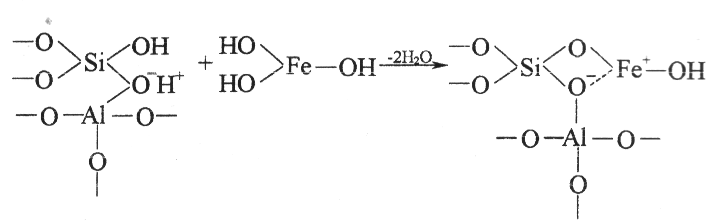 —O OH HO —O O
Si + Fe—OH -2H₂O Si Fe⁺—OH
—O O⁻H⁺ HO —O O⁻
—O—Al—O— —O—Al—O—
O O